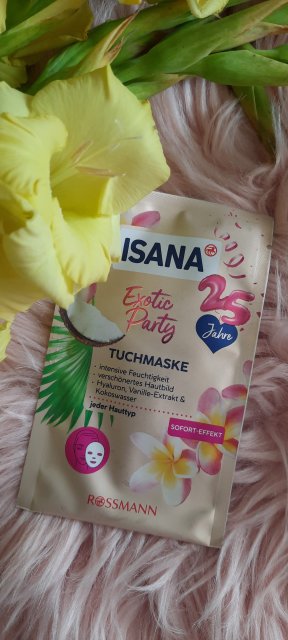 ISANA
Exotic
Party
25
Jahre
TUCHMASKE
- intensive Feuchtigkeit
- verschönertes Hautbild
- Hyaluron, Vanille-Extrakt &
Kokoswasser
jeder Hauttyp
SOFORT-EFFEKT
ROSSMANN